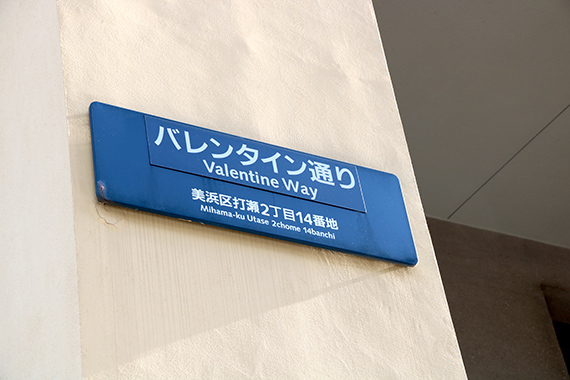 バレンタイン通り
Valentine Way
美浜区打瀬2丁目14番地
Mihama-ku Utase 2chome 14banchi